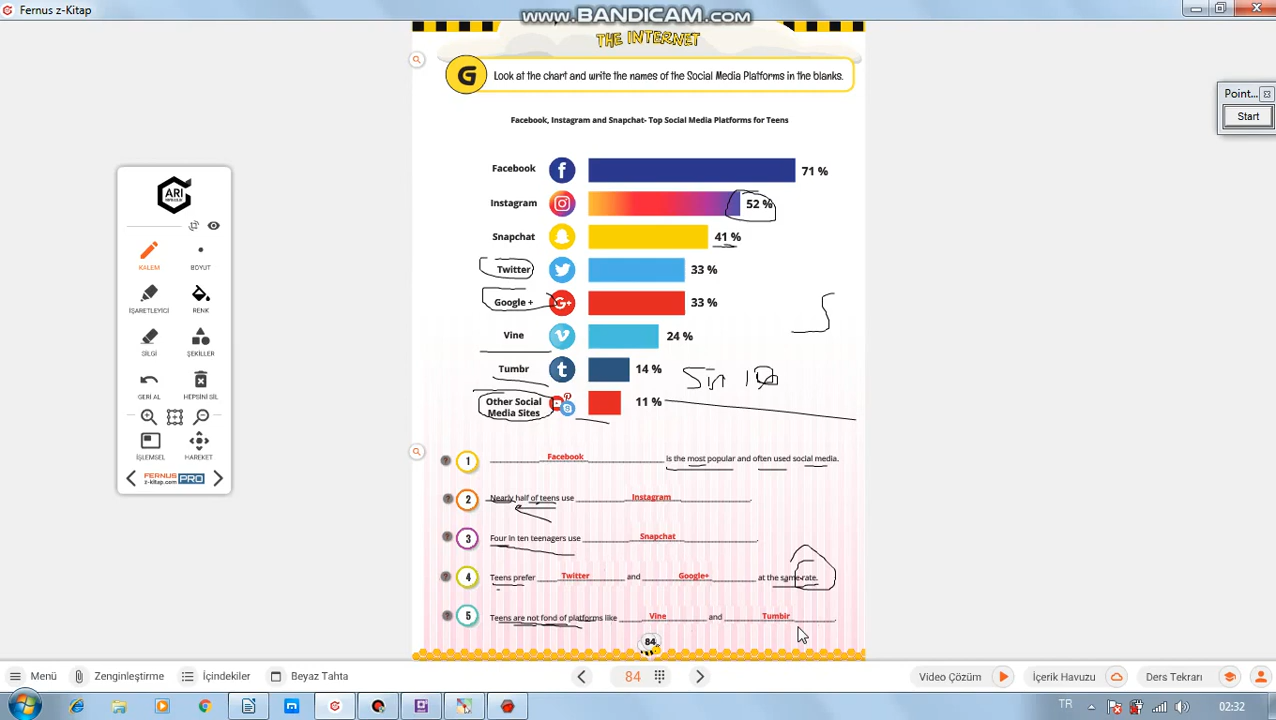 Fernus z-Kitap
www.BANDICAM.com
THE INTERNET
G Look at the chart and write the names of the Social Media Platforms in the blanks.
Facebook, Instagram and Snapchat- Top Social Media Platforms for Teens
Facebook 71 %
Instagram 52 %
Snapchat 41 %
Twitter 33 %
Google + G+ 33 %
Vine 24 %
Tumbr 14 %
Other Social
Media Sites 11 %
1 Facebook is the most popular and often used social media.
2 Nearly half of teens use Instagram.
3 Four in ten teenagers use Snapchat.
4 Teens prefer Twitter and Google+ at the same rate.
5 Teens are not fond of platforms like Vine and Tumblr.
84
Point...
Start
ARI
KALEM BOYUT
İŞARETLEYİCİ RENK
SİLGİ ŞEKİLLER
GERİ AL HEPSİNİ SİL
İŞLEMSEL HAREKET
FERNUS
z-kitap.com PRO
Menü Zenginleştirme İçindekiler Beyaz Tahta 84 Video Çözüm İçerik Havuzu Ders Tekrarı
TR 02:32